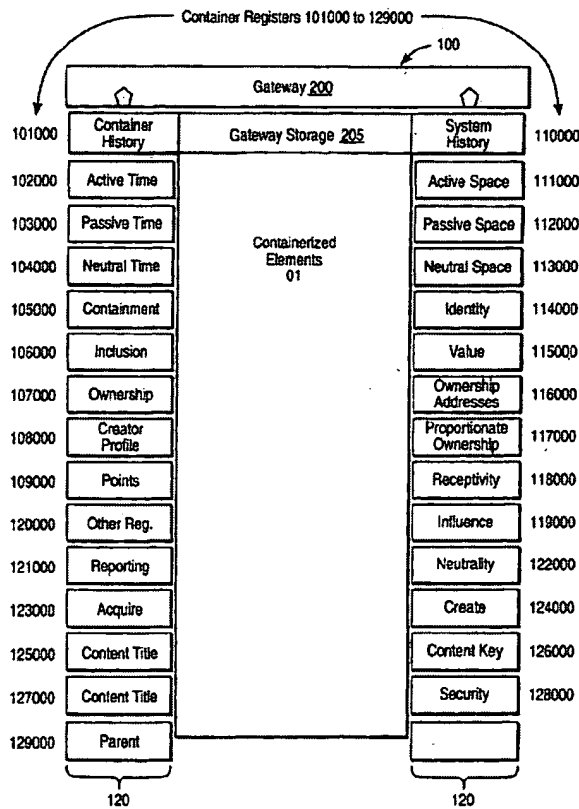 Container Registers 101000 to 129000
100
Gateway 200
101000 Container History Gateway Storage 205 System History 110000
102000 Active Time Active Space 111000
103000 Passive Time Passive Space 112000
Containerized Elements 01
104000 Neutral Time Neutral Space 113000
105000 Containment Identity 114000
106000 Inclusion Value 115000
107000 Ownership Ownership Addresses 116000
108000 Creator Profile Proportionate Ownership 117000
109000 Points Receptivity 118000
120000 Other Reg. Influence 119000
121000 Reporting Neutrality 122000
123000 Acquire Create 124000
125000 Content Title Content Key 126000
127000 Content Title Security 128000
129000 Parent
120 120